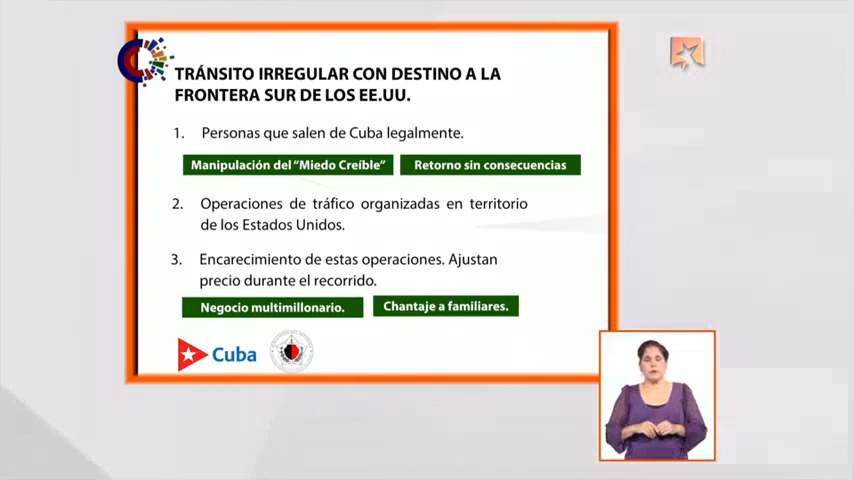 TRÁNSITO IRREGULAR CON DESTINO A LA
FRONTERA SUR DE LOS EE.UU.
1. Personas que salen de Cuba legalmente.
Manipulación del "Miedo Creíble"
Retorno sin consecuencias
2. Operaciones de tráfico organizadas en territorio
de los Estados Unidos.
3. Encarecimiento de estas operaciones. Ajustan
precio durante el recorrido.
Negocio multimillonario.
Chantaje a familiares.
Cuba